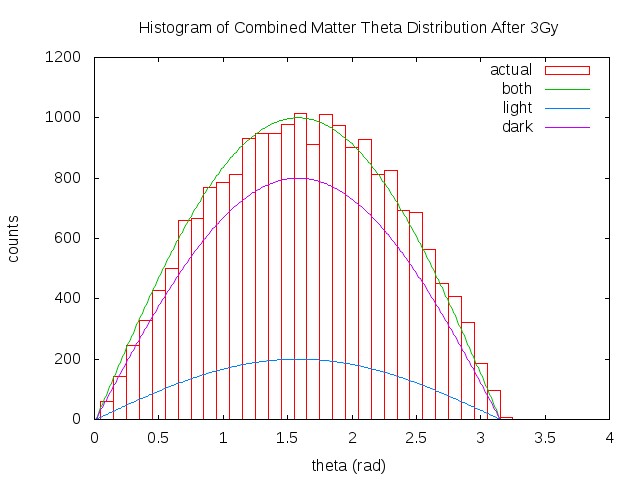 Histogram of Combined Matter Theta Distribution After 3Gy
1200
1000
800
600
400
200
0
counts
actual
both
light
dark
0 0.5 1 1.5 2 2.5 3 3.5 4
theta (rad)